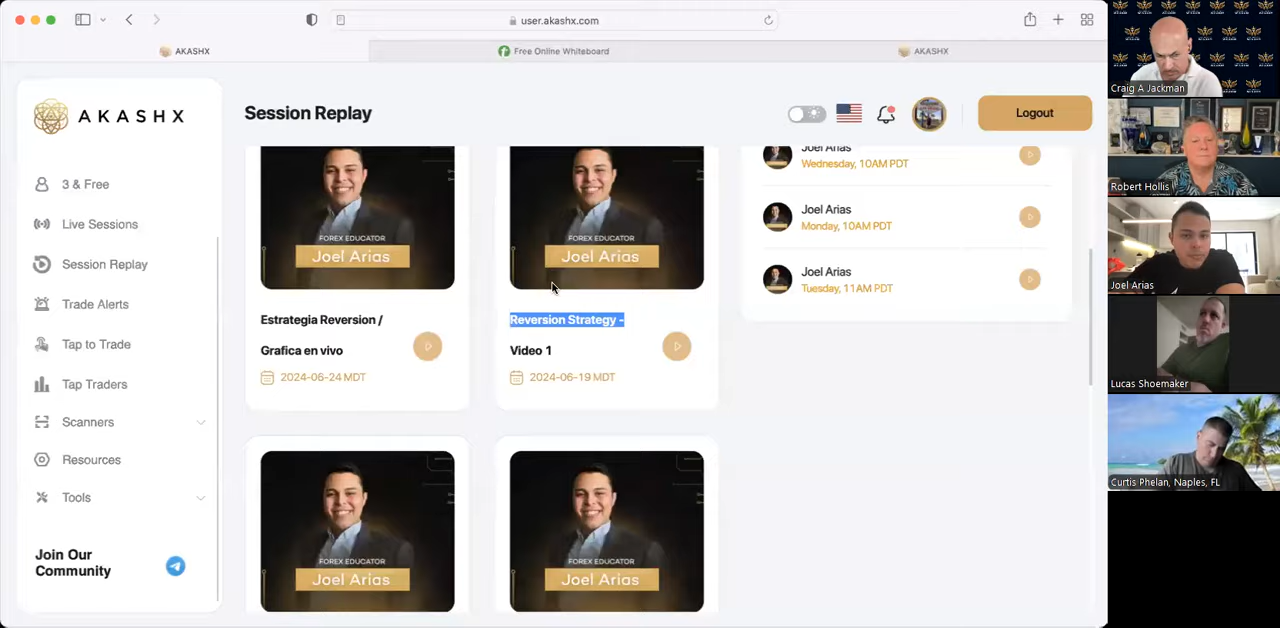 user.akashx.com
AKASHX
Free Online Whiteboard
AKASHX
AKASHX
Session Replay
Logout
3 & Free
Live Sessions
Session Replay
Trade Alerts
Tap to Trade
Tap Traders
Scanners
Resources
Tools
Join Our
Community
FOREX EDUCATOR
Joel Arias
Estrategia Reversion /
Grafica en vivo
2024-06-24 MDT
FOREX EDUCATOR
Joel Arias
Reversion Strategy -
Video 1
2024-06-19 MDT
FOREX EDUCATOR
Joel Arias
FOREX EDUCATOR
Joel Arias
Joel Arias
Wednesday, 10AM PDT
Joel Arias
Monday, 10AM PDT
Joel Arias
Tuesday, 11AM PDT
Craig A Jackman
Robert Hollis
Joel Arias
Lucas Shoemaker
Curtis Phelan, Naples, FL